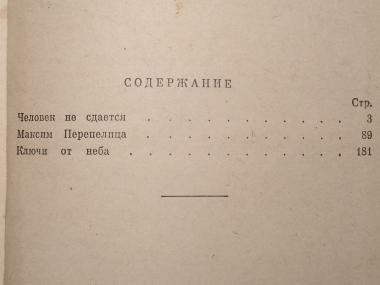 СОДЕРЖАНИЕ
Стр.
Человек не сдается . . . . . . . . . . . 3
Максим Перепелица . . . . . . . . . . . 89
Ключи от неба . . . . . . . . . . . . 181